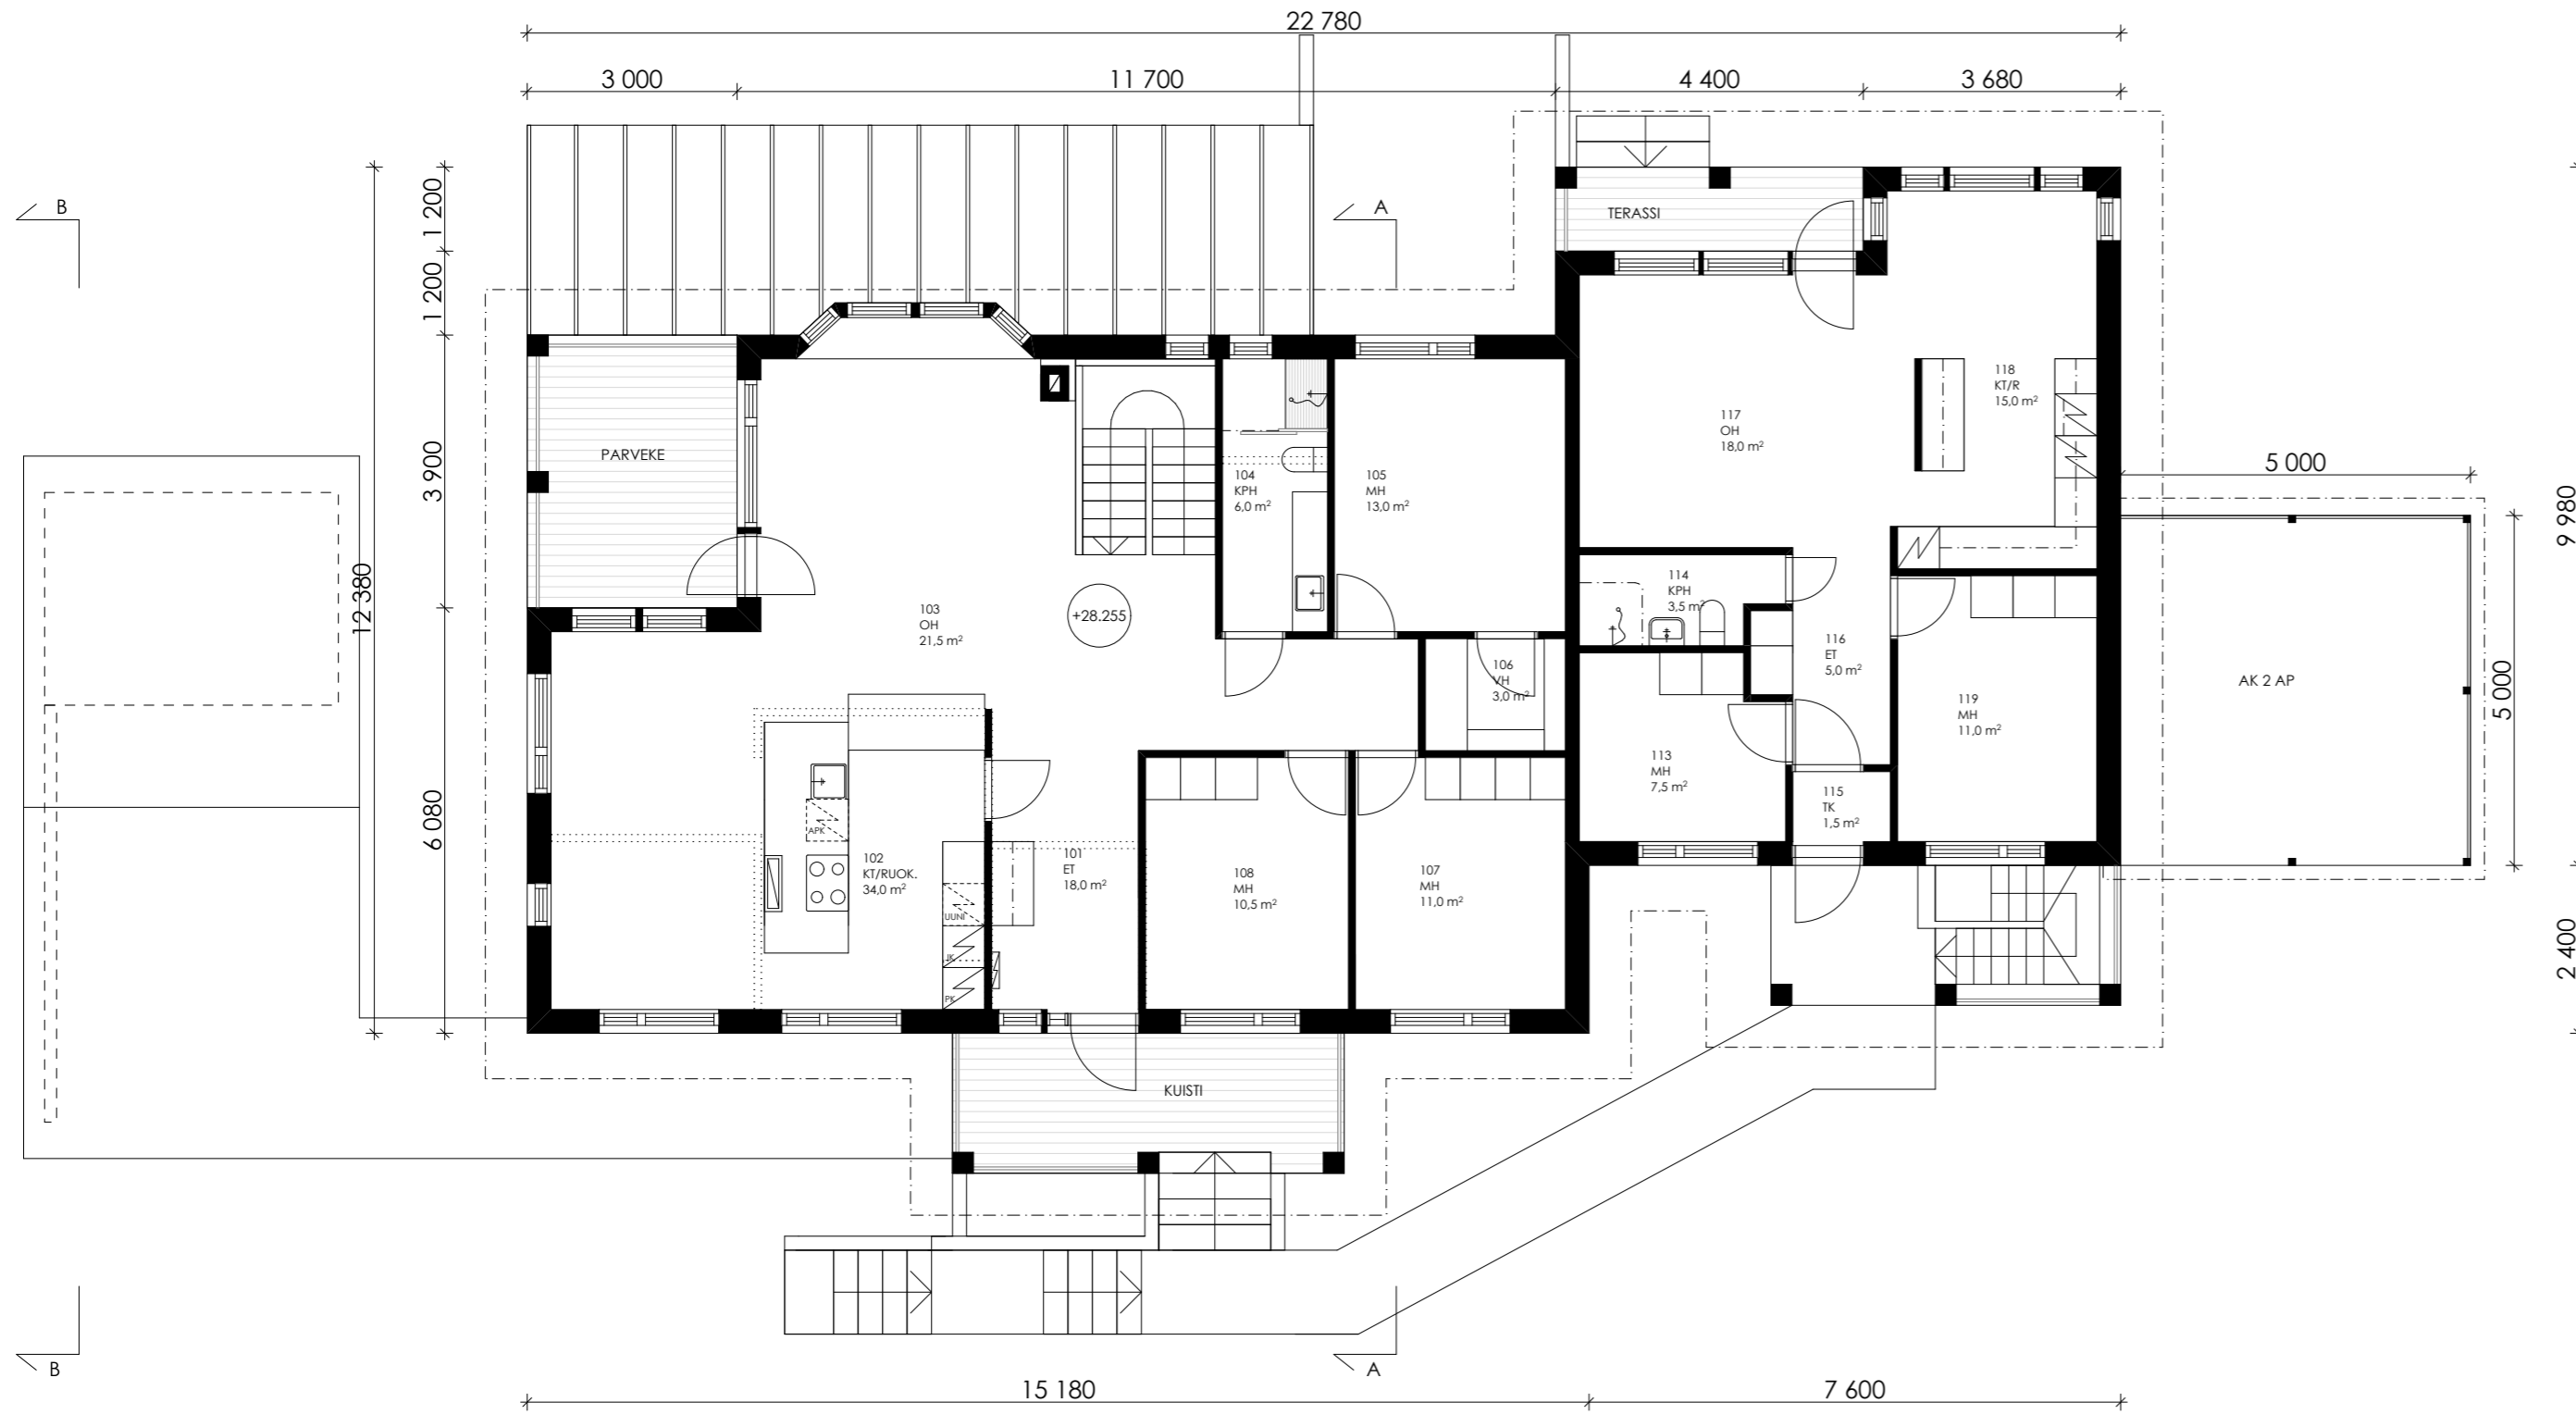 22 780
3 000
11 700
4 400
3 680
B
A
1 200
1 200
3 900
12 380
6 080
TERASSI
PARVEKE
118
KT/R
15,0 m²
117
OH
18,0 m²
5 000
9 980
104
KPH
6,0 m²
105
MH
13,0 m²
103
OH
21,5 m²
+28.255
114
KPH
3,5 m²
116
ET
5,0 m²
106
VH
3,0 m²
119
MH
11,0 m²
AK 2 AP
5 000
113
MH
7,5 m²
115
TK
1,5 m²
APK
102
KT/RUOK.
34,0 m²
101
ET
18,0 m²
108
MH
10,5 m²
107
MH
11,0 m²
UUNI
JK
PK
2 400
KUISTI
B
A
15 180
7 600